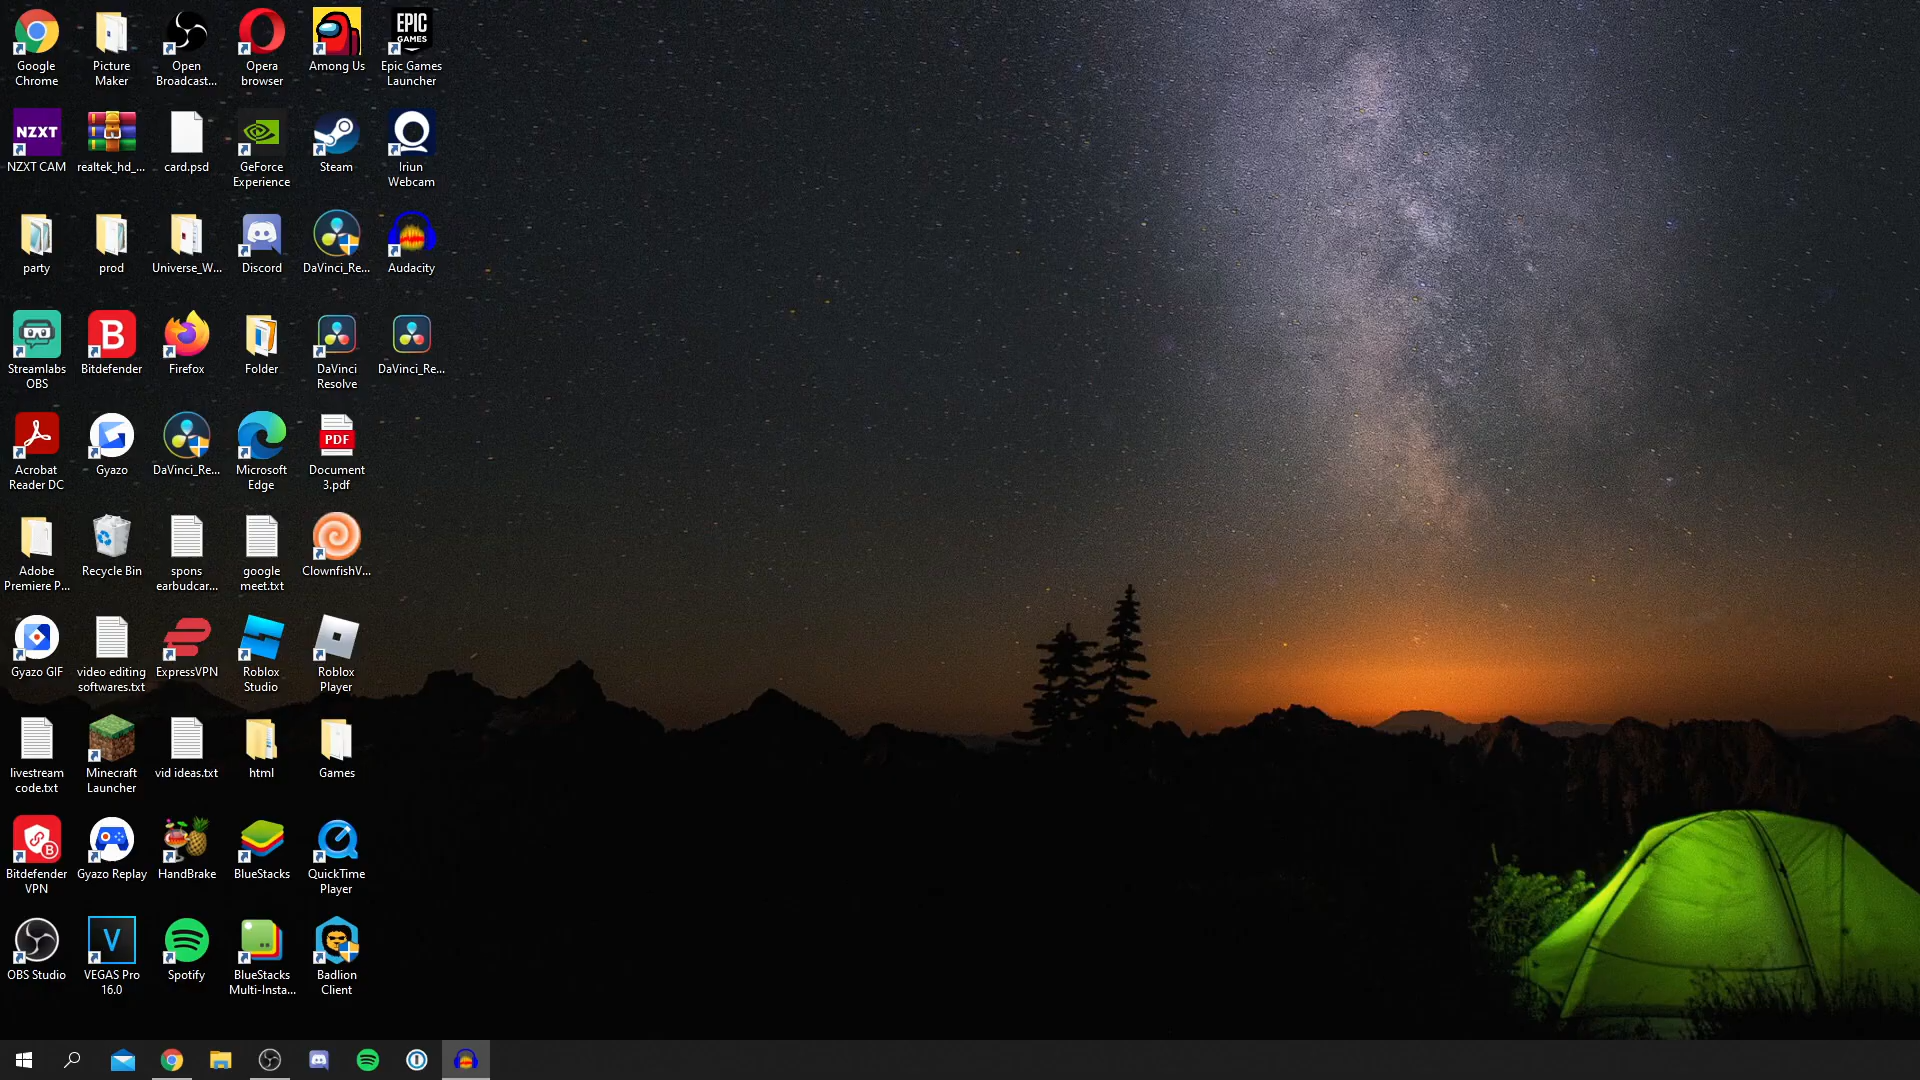 Google
Chrome
Picture
Maker
Open
Broadcast...
Opera
browser
Among Us
EPIC
GAMES
Epic Games
Launcher
NZXT
NZXT CAM
realtek_hd_...
card.psd
GeForce
Experience
Steam
Iriun
Webcam
party
prod
Universe_W...
Discord
DaVinci_Re...
Audacity
Streamlabs
OBS
B
Bitdefender
Firefox
Folder
DaVinci
Resolve
DaVinci_Re...
Acrobat
Reader DC
Gyazo
DaVinci_Re...
Microsoft
Edge
PDF
Document
3.pdf
Adobe
Premiere P...
Recycle Bin
spons
earbudcar...
google
meet.txt
ClownfishV...
Gyazo GIF
video editing
softwares.txt
ExpressVPN
Roblox
Studio
Roblox
Player
livestream
code.txt
Minecraft
Launcher
vid ideas.txt
html
Games
B
Bitdefender
VPN
Gyazo Replay
HandBrake
BlueStacks
QuickTime
Player
OBS Studio
V
VEGAS Pro
16.0
Spotify
BlueStacks
Multi-Insta...
Badlion
Client